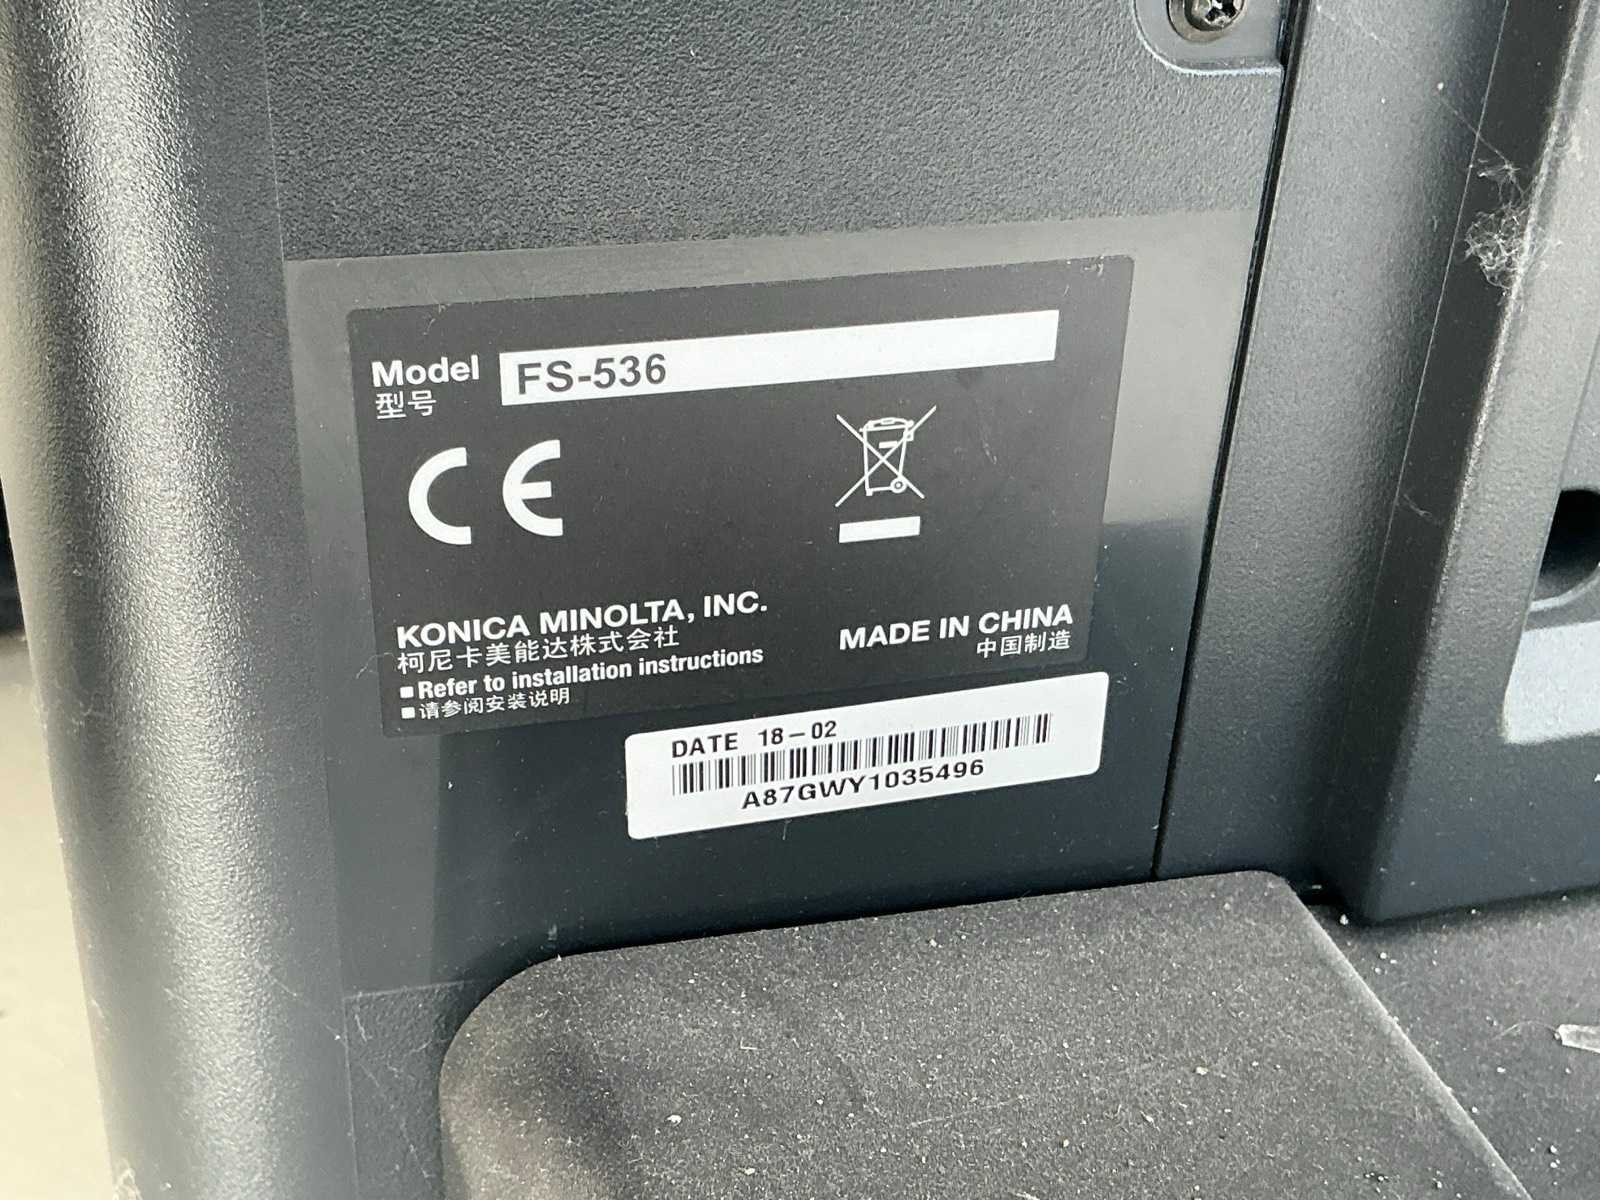 Model FS-536
型号
CE
KONICA MINOLTA, INC.
柯尼卡美能达株式会社
■Refer to installation instructions
■请参阅安装说明
MADE IN CHINA
中国制造
DATE 18-02
A87GWY1035496